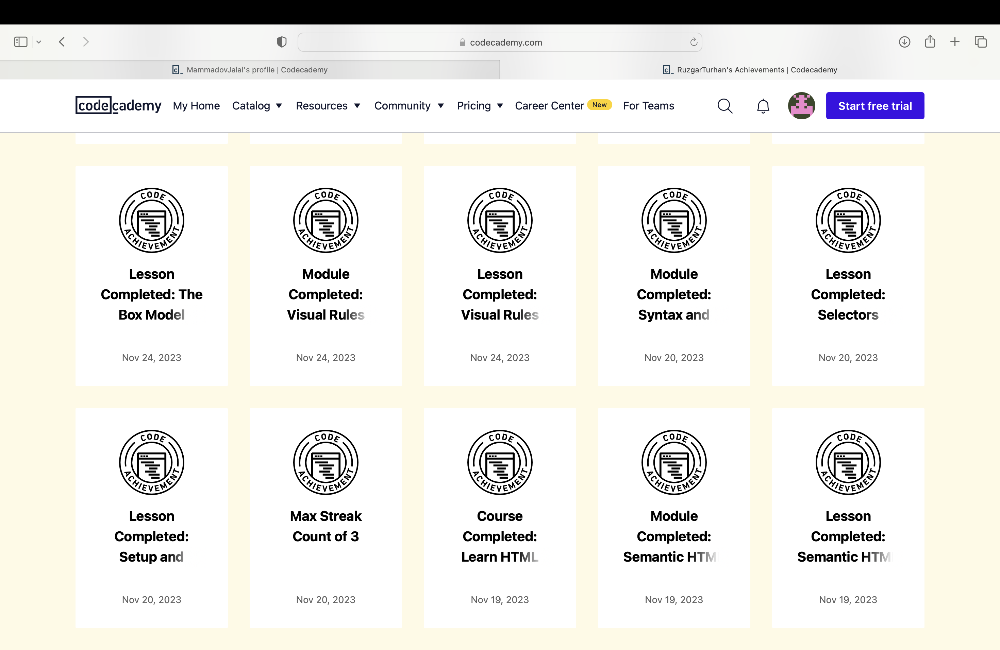 codecademy.com
MammadovJalal's profile | Codecademy
RuzgarTurhan's Achievements | Codecademy
codecademy My Home Catalog Resources Community Pricing Career Center New For Teams Start free trial
CODE ACHIEVEMENT
Lesson
Completed: The
Box Model
Nov 24, 2023
CODE ACHIEVEMENT
Module
Completed:
Visual Rules
Nov 24, 2023
CODE ACHIEVEMENT
Lesson
Completed:
Visual Rules
Nov 24, 2023
CODE ACHIEVEMENT
Module
Completed:
Syntax and
Nov 20, 2023
CODE ACHIEVEMENT
Lesson
Completed:
Selectors
Nov 20, 2023
CODE ACHIEVEMENT
Lesson
Completed:
Setup and
Nov 20, 2023
CODE ACHIEVEMENT
Max Streak
Count of 3
Nov 20, 2023
CODE ACHIEVEMENT
Course
Completed:
Learn HTML
Nov 19, 2023
CODE ACHIEVEMENT
Module
Completed:
Semantic HTM
Nov 19, 2023
CODE ACHIEVEMENT
Lesson
Completed:
Semantic HTM
Nov 19, 2023